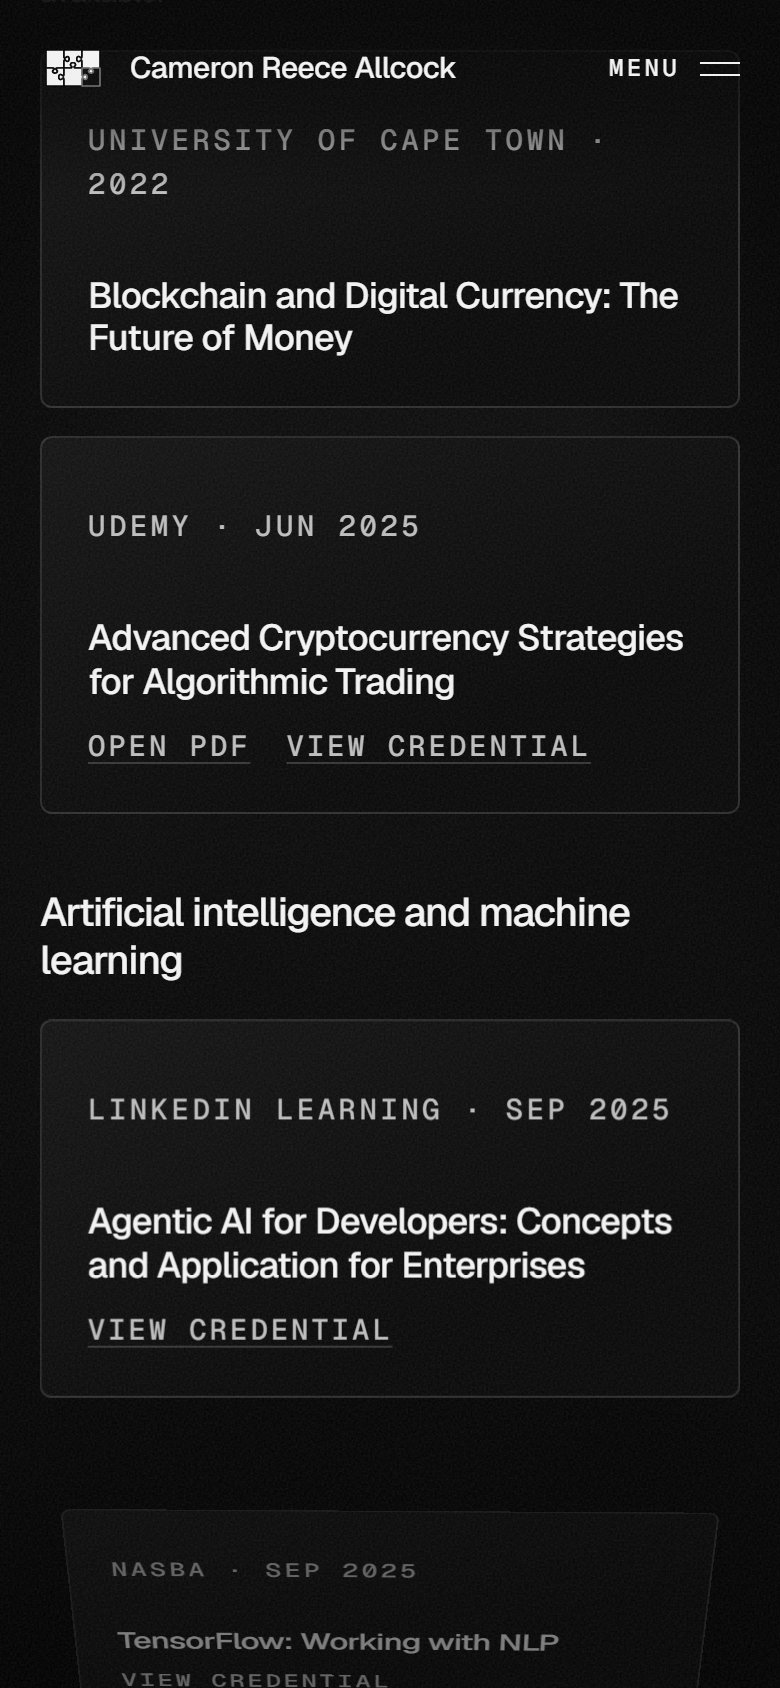 Cameron Reece Allcock
MENU
UNIVERSITY OF CAPE TOWN ·
2022
Blockchain and Digital Currency: The
Future of Money
UDEMY · JUN 2025
Advanced Cryptocurrency Strategies
for Algorithmic Trading
OPEN PDF VIEW CREDENTIAL
Artificial intelligence and machine
learning
LINKEDIN LEARNING · SEP 2025
Agentic AI for Developers: Concepts
and Application for Enterprises
VIEW CREDENTIAL
NASBA · SEP 2025
TensorFlow: Working with NLP
VIEW CREDENTIAL